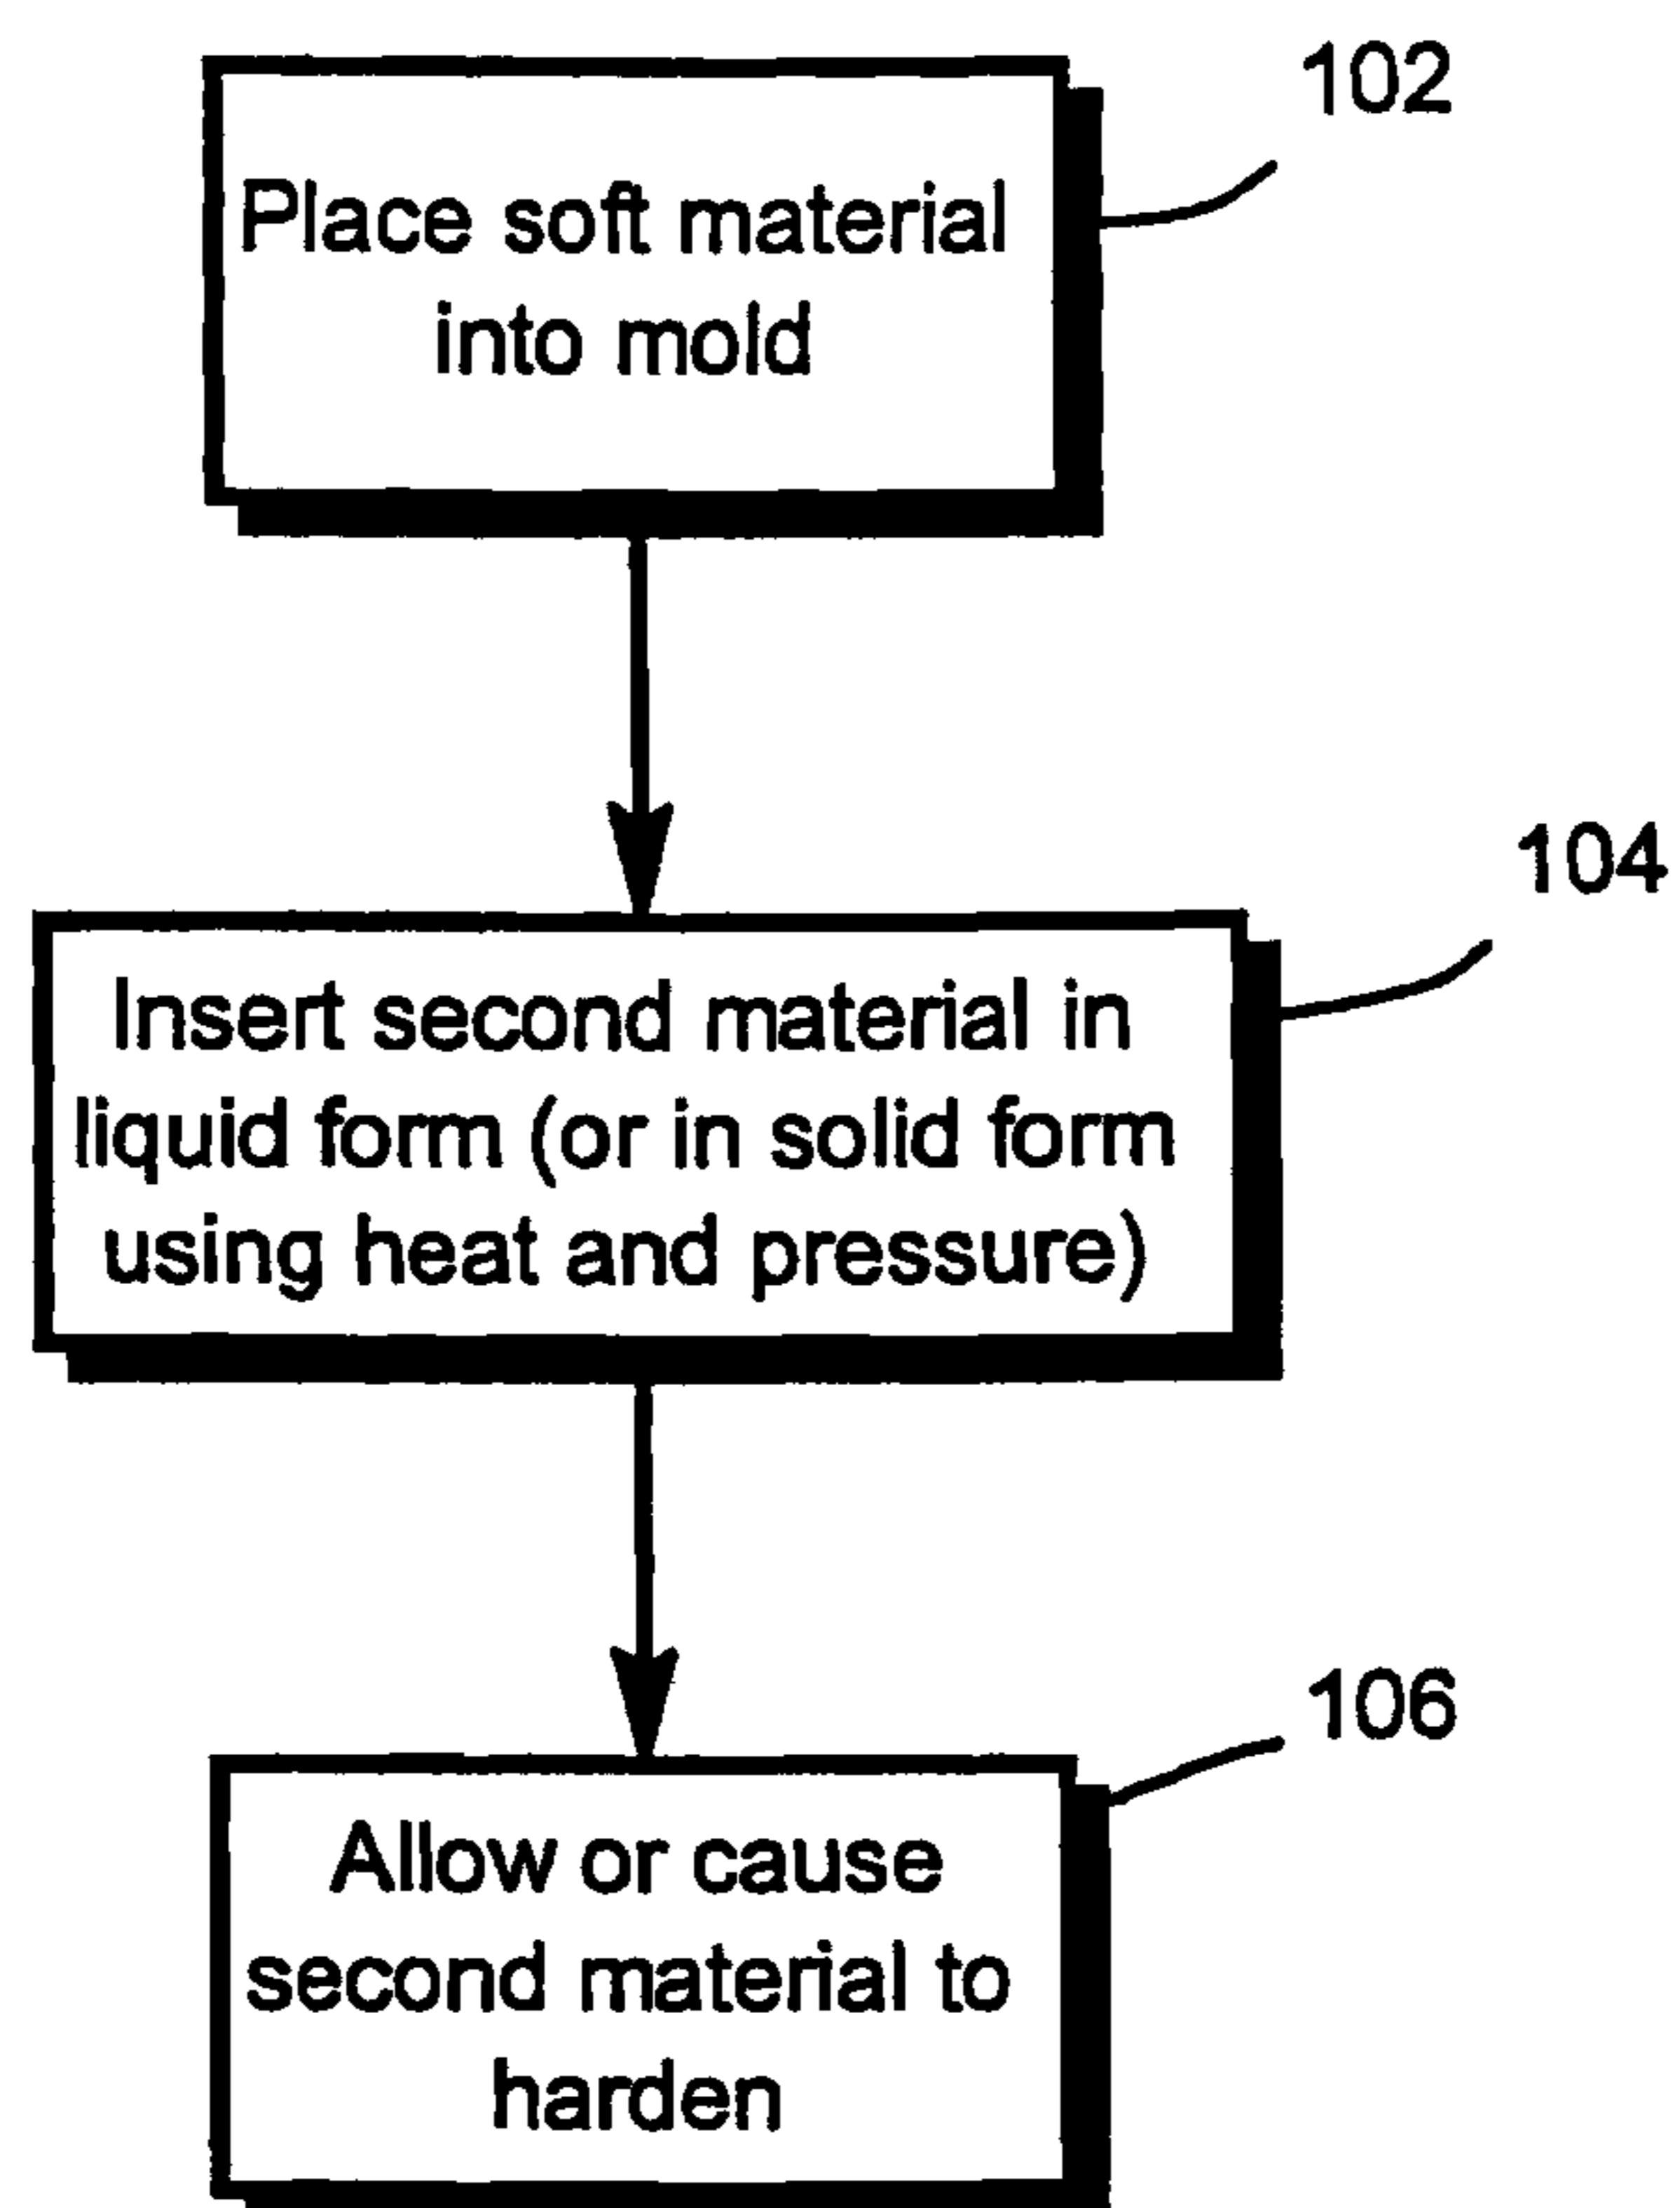 102
Place soft material
into mold
104
Insert second material in
liquid form (or in solid form
using heat and pressure)
106
Allow or cause
second material to
harden